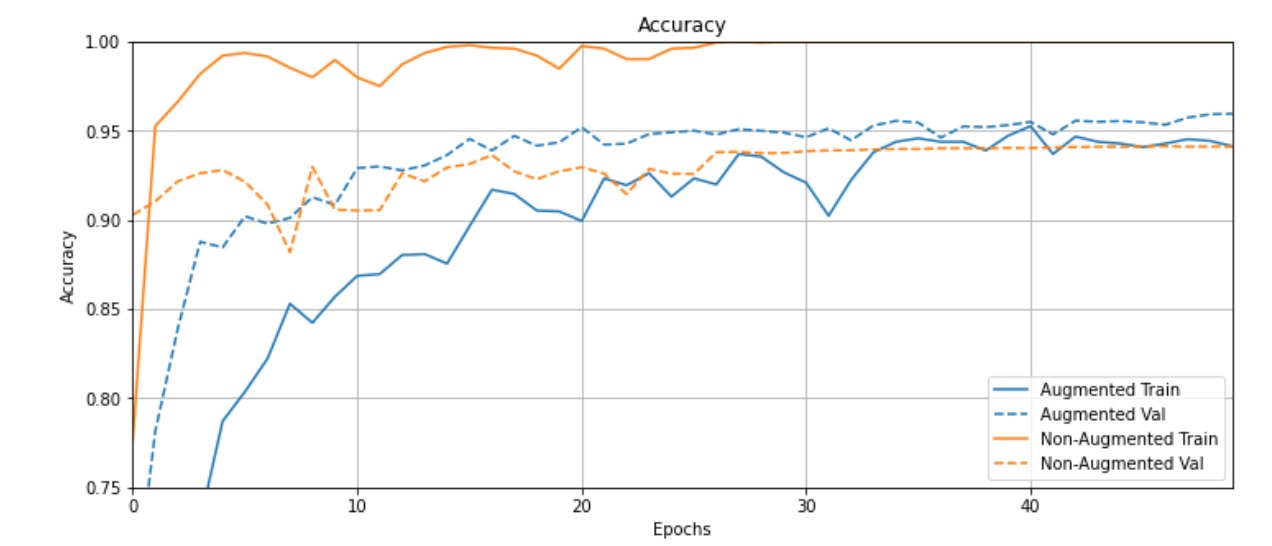 Accuracy
1.00
0.95
0.90
0.85
0.80
0.75
Accuracy
0
10
20
30
40
Epochs
Augmented Train
Augmented Val
Non-Augmented Train
Non-Augmented Val